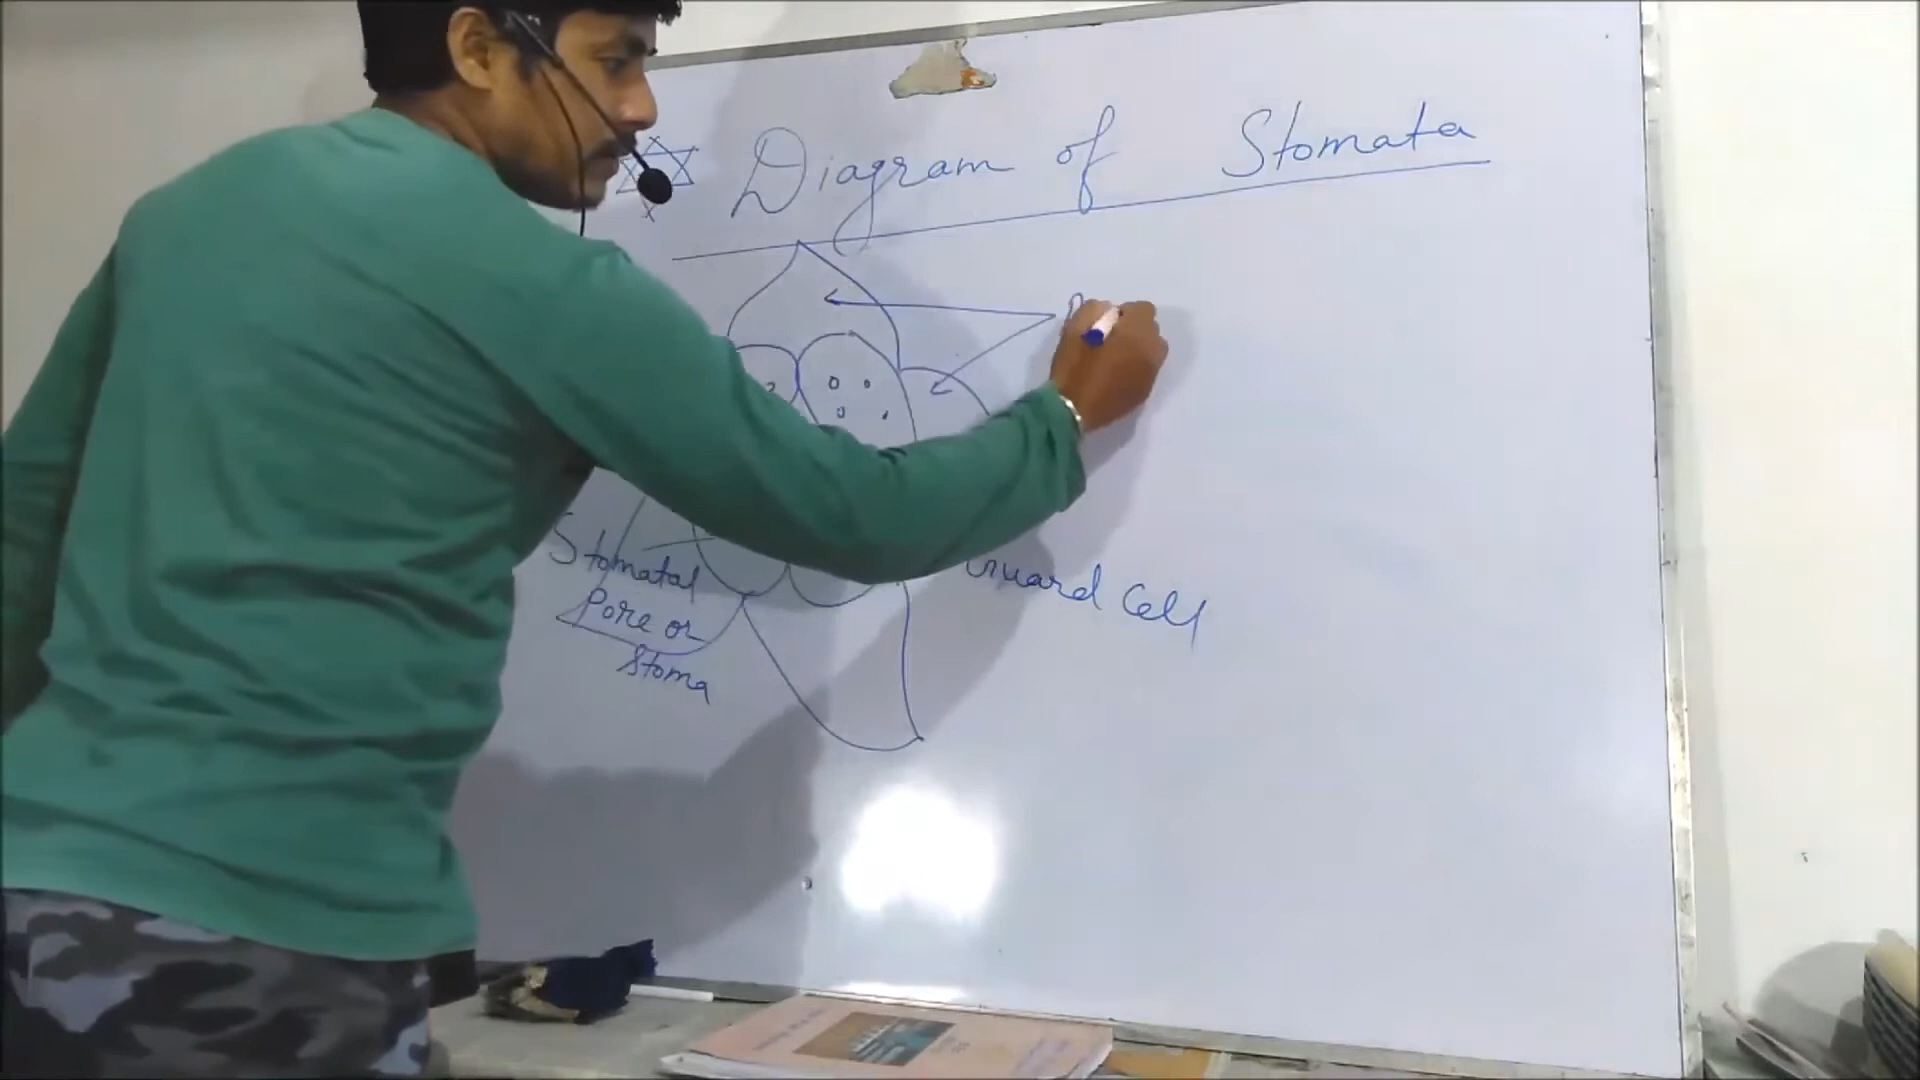 Diagram of Stomata
Stomatal
Pore or
Stoma
Guard Cell